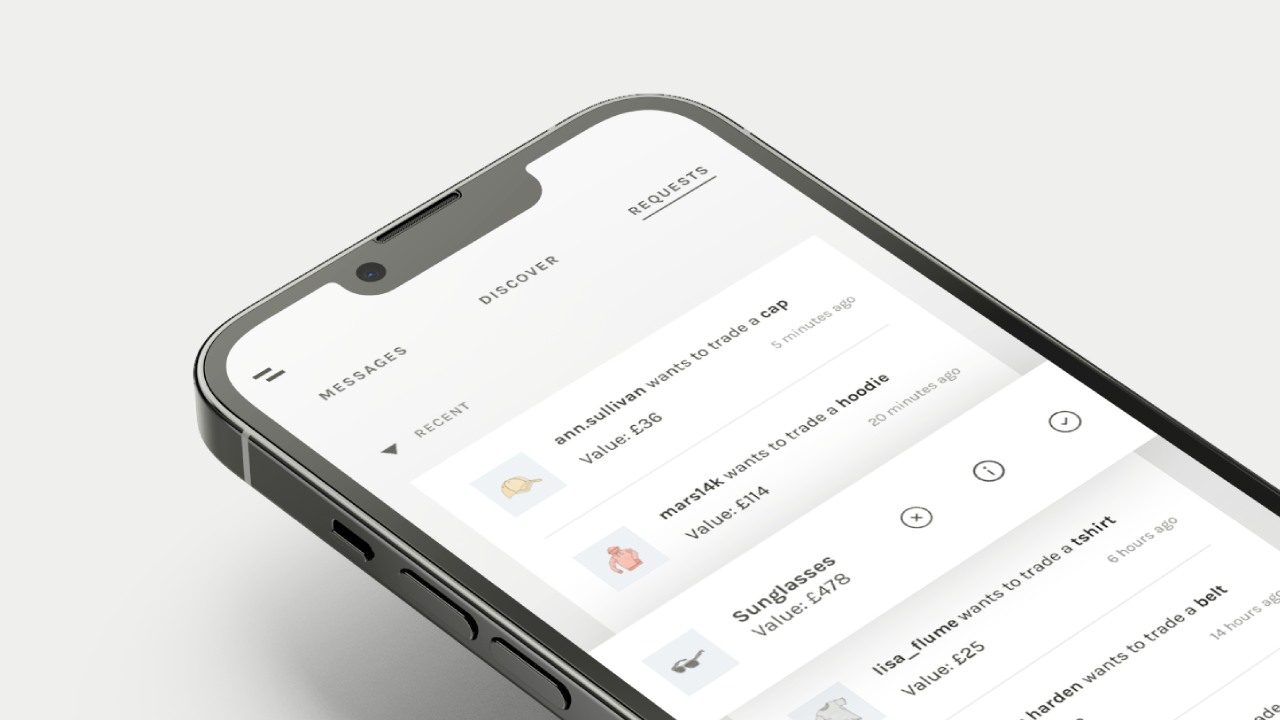 MESSAGES
DISCOVER
REQUESTS
RECENT
ann.sullivan wants to trade a cap
Value: £36
5 minutes ago
mars14k wants to trade a hoodie
Value: £114
20 minutes ago
Sunglasses
Value: £478
lisa_flume wants to trade a tshirt
Value: £25
6 hours ago
harden wants to trade a belt
14 hours ago